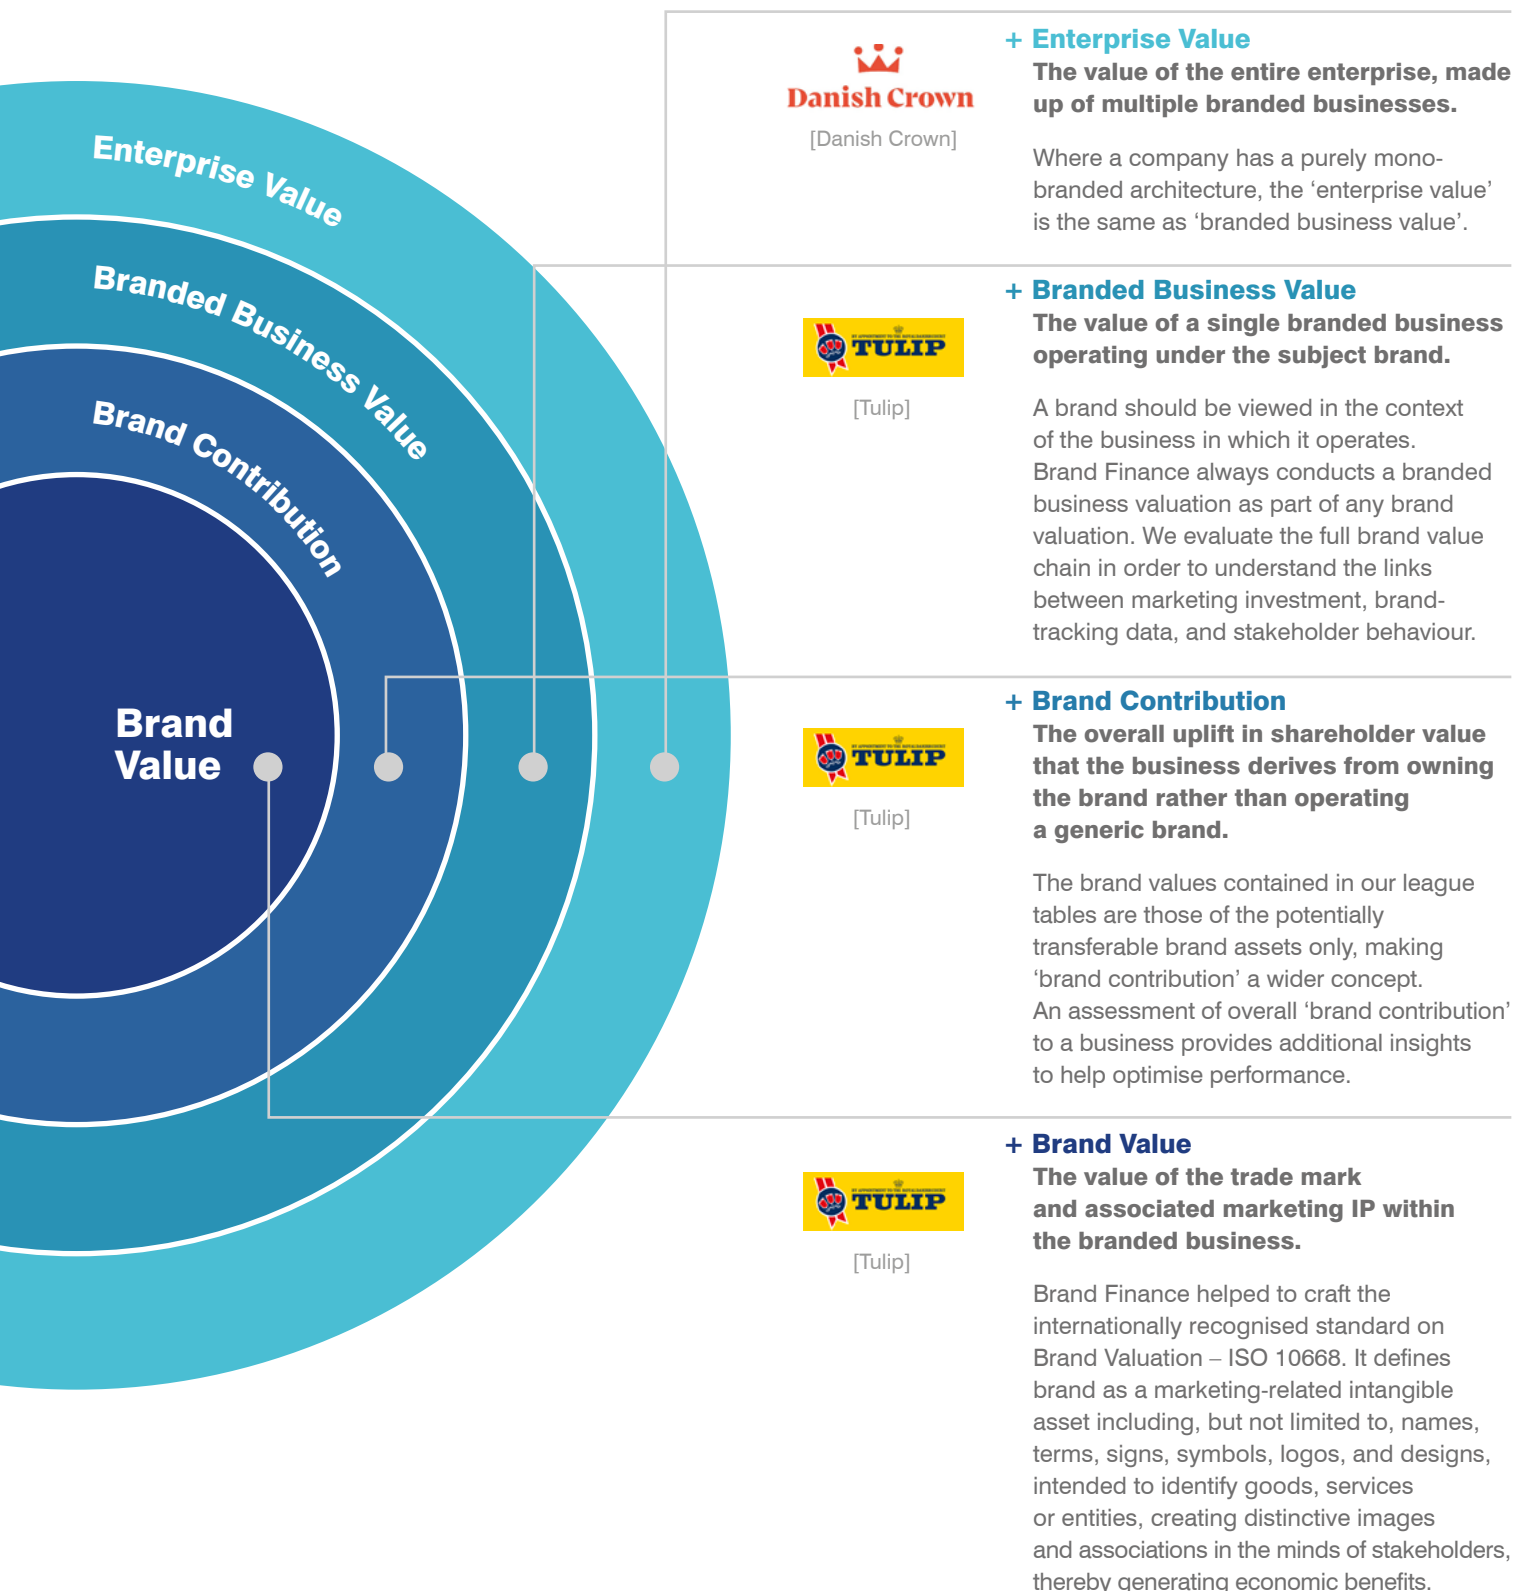 Enterprise Value
Branded Business Value
Brand Contribution
Brand
Value
Danish Crown
[Danish Crown]
+ Enterprise Value
The value of the entire enterprise, made
up of multiple branded businesses.
Where a company has a purely mono-
branded architecture, the ‘enterprise value’
is the same as ‘branded business value’.
TULIP
[Tulip]
+ Branded Business Value
The value of a single branded business
operating under the subject brand.
A brand should be viewed in the context
of the business in which it operates.
Brand Finance always conducts a branded
business valuation as part of any brand
valuation. We evaluate the full brand value
chain in order to understand the links
between marketing investment, brand-
tracking data, and stakeholder behaviour.
TULIP
[Tulip]
+ Brand Contribution
The overall uplift in shareholder value
that the business derives from owning
the brand rather than operating
a generic brand.
The brand values contained in our league
tables are those of the potentially
transferable brand assets only, making
‘brand contribution’ a wider concept.
An assessment of overall ‘brand contribution’
to a business provides additional insights
to help optimise performance.
TULIP
[Tulip]
+ Brand Value
The value of the trade mark
and associated marketing IP within
the branded business.
Brand Finance helped to craft the
internationally recognised standard on
Brand Valuation – ISO 10668. It defines
brand as a marketing-related intangible
asset including, but not limited to, names,
terms, signs, symbols, logos, and designs,
intended to identify goods, services
or entities, creating distinctive images
and associations in the minds of stakeholders,
thereby generating economic benefits.